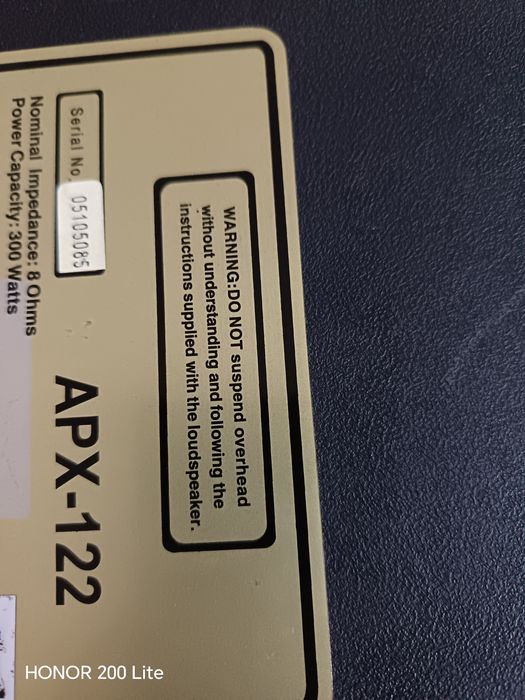 WARNING:DO NOT suspend overhead
without understanding and following the
instructions supplied with the loudspeaker.
APX-122
Serial No. 05105085
Nominal Impedance: 8 Ohms
Power Capacity: 300 Watts
HONOR 200 Lite